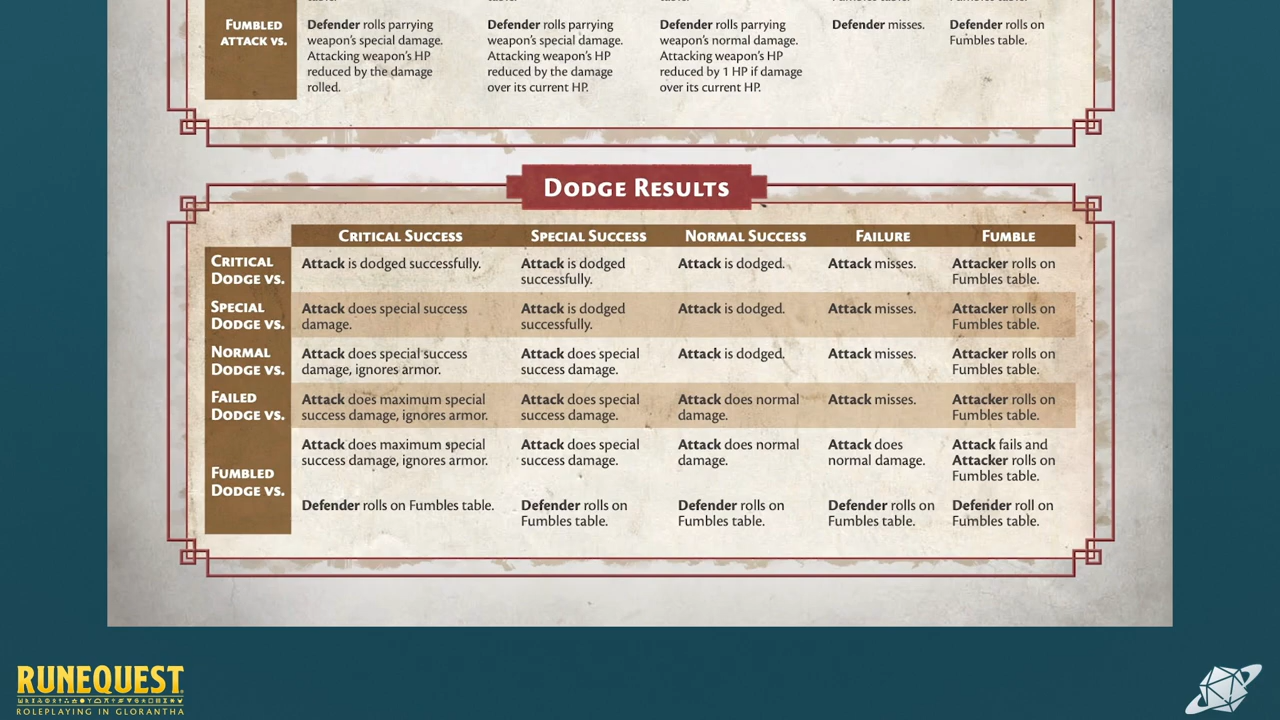 FUMBLED
ATTACK VS.
Defender rolls parrying
weapon's special damage.
Attacking weapon's HP
reduced by the damage
rolled.
Defender rolls parrying
weapon's special damage.
Attacking weapon's HP
reduced by the damage
over its current HP.
Defender rolls parrying
weapon's normal damage.
Attacking weapon's HP
reduced by 1 HP if damage
over its current HP.
Defender misses.
Defender rolls on
Fumbles table.
DODGE RESULTS
CRITICAL SUCCESS SPECIAL SUCCESS NORMAL SUCCESS FAILURE FUMBLE
CRITICAL
DODGE VS.
Attack is dodged successfully.
Attack is dodged
successfully.
Attack is dodged.
Attack misses.
Attacker rolls on
Fumbles table.
SPECIAL
DODGE VS.
Attack does special success
damage.
Attack is dodged
successfully.
Attack is dodged.
Attack misses.
Attacker rolls on
Fumbles table.
NORMAL
DODGE VS.
Attack does special success
damage, ignores armor.
Attack does special
success damage.
Attack is dodged.
Attack misses.
Attacker rolls on
Fumbles table.
FAILED
DODGE VS.
Attack does maximum special
success damage, ignores armor.
Attack does special
success damage.
Attack does normal
damage.
Attack misses.
Attacker rolls on
Fumbles table.
FUMBLED
DODGE VS.
Attack does maximum special
success damage, ignores armor.
Defender rolls on Fumbles table.
Attack does special
success damage.
Defender rolls on
Fumbles table.
Attack does normal
damage.
Defender rolls on
Fumbles table.
Attack does
normal damage.
Defender rolls on
Fumbles table.
Attack fails and
Attacker rolls on
Fumbles table.
Defender roll on
Fumbles table.
RUNEQUEST
ROLEPLAYING IN GLORANTHA